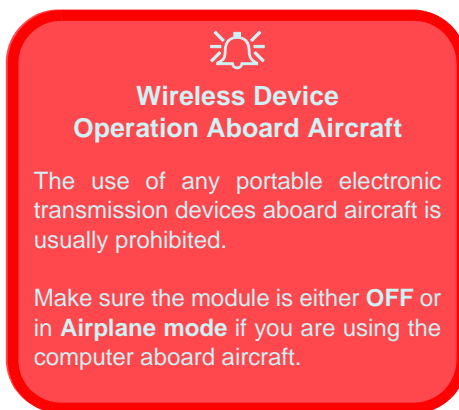 Wireless Device
Operation Aboard Aircraft
The use of any portable electronic
transmission devices aboard aircraft is
usually prohibited.
Make sure the module is either OFF or
in Airplane mode if you are using the
computer aboard aircraft.